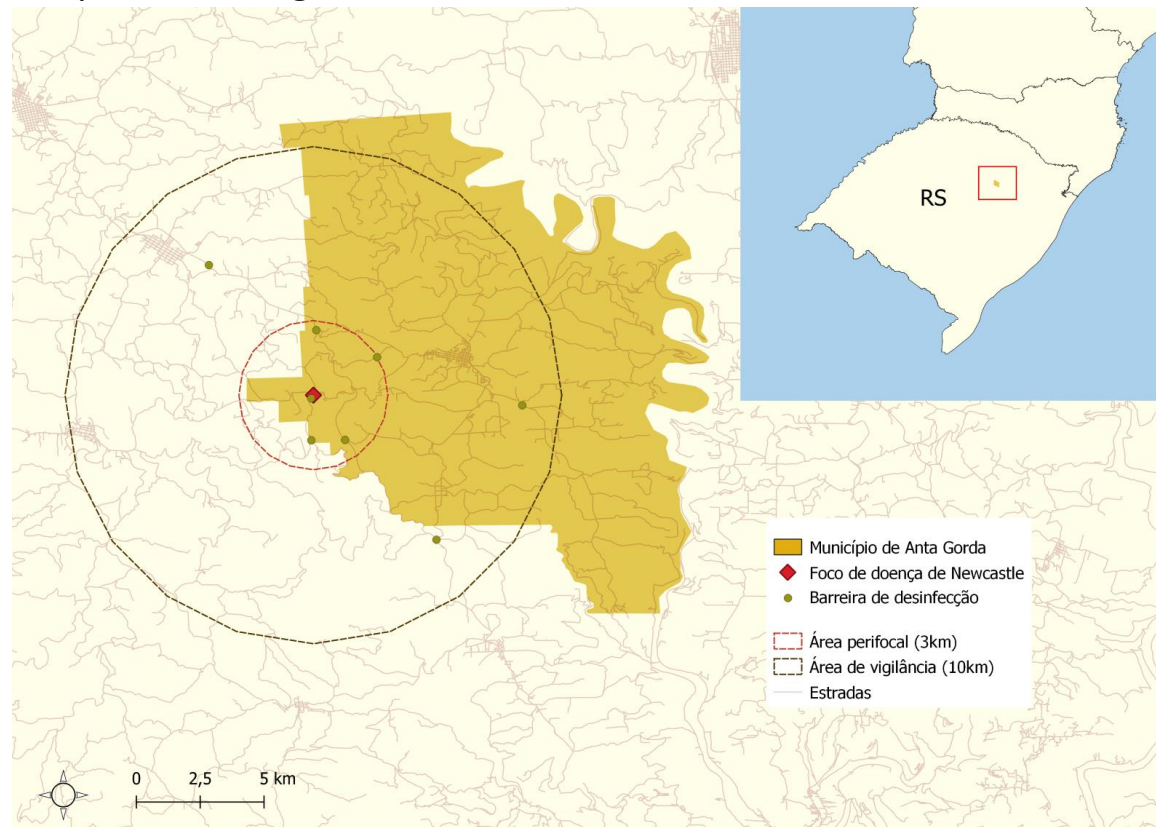 RS
Município de Anta Gorda
Foco de doença de Newcastle
Barreira de desinfecção
Área perifocal (3km)
Área de vigilância (10km)
Estradas
0 2,5 5 km